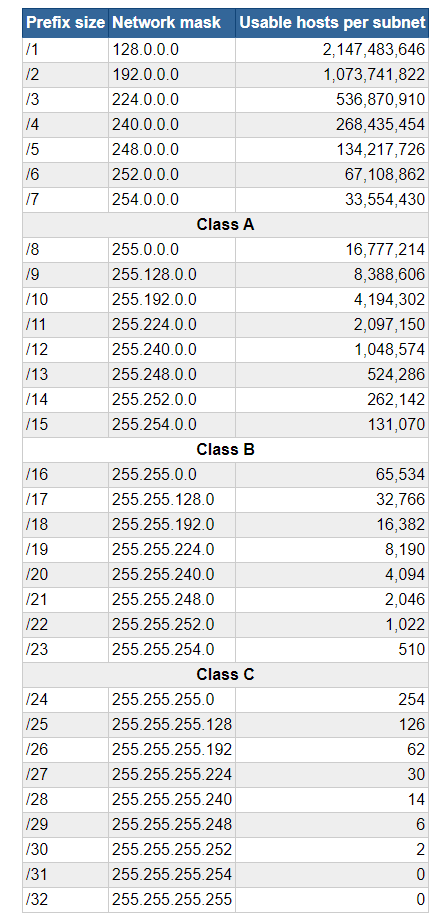 Prefix size Network mask Usable hosts per subnet
/1 128.0.0.0 2,147,483,646
/2 192.0.0.0 1,073,741,822
/3 224.0.0.0 536,870,910
/4 240.0.0.0 268,435,454
/5 248.0.0.0 134,217,726
/6 252.0.0.0 67,108,862
/7 254.0.0.0 33,554,430
Class A
/8 255.0.0.0 16,777,214
/9 255.128.0.0 8,388,606
/10 255.192.0.0 4,194,302
/11 255.224.0.0 2,097,150
/12 255.240.0.0 1,048,574
/13 255.248.0.0 524,286
/14 255.252.0.0 262,142
/15 255.254.0.0 131,070
Class B
/16 255.255.0.0 65,534
/17 255.255.128.0 32,766
/18 255.255.192.0 16,382
/19 255.255.224.0 8,190
/20 255.255.240.0 4,094
/21 255.255.248.0 2,046
/22 255.255.252.0 1,022
/23 255.255.254.0 510
Class C
/24 255.255.255.0 254
/25 255.255.255.128 126
/26 255.255.255.192 62
/27 255.255.255.224 30
/28 255.255.255.240 14
/29 255.255.255.248 6
/30 255.255.255.252 2
/31 255.255.255.254 0
/32 255.255.255.255 0